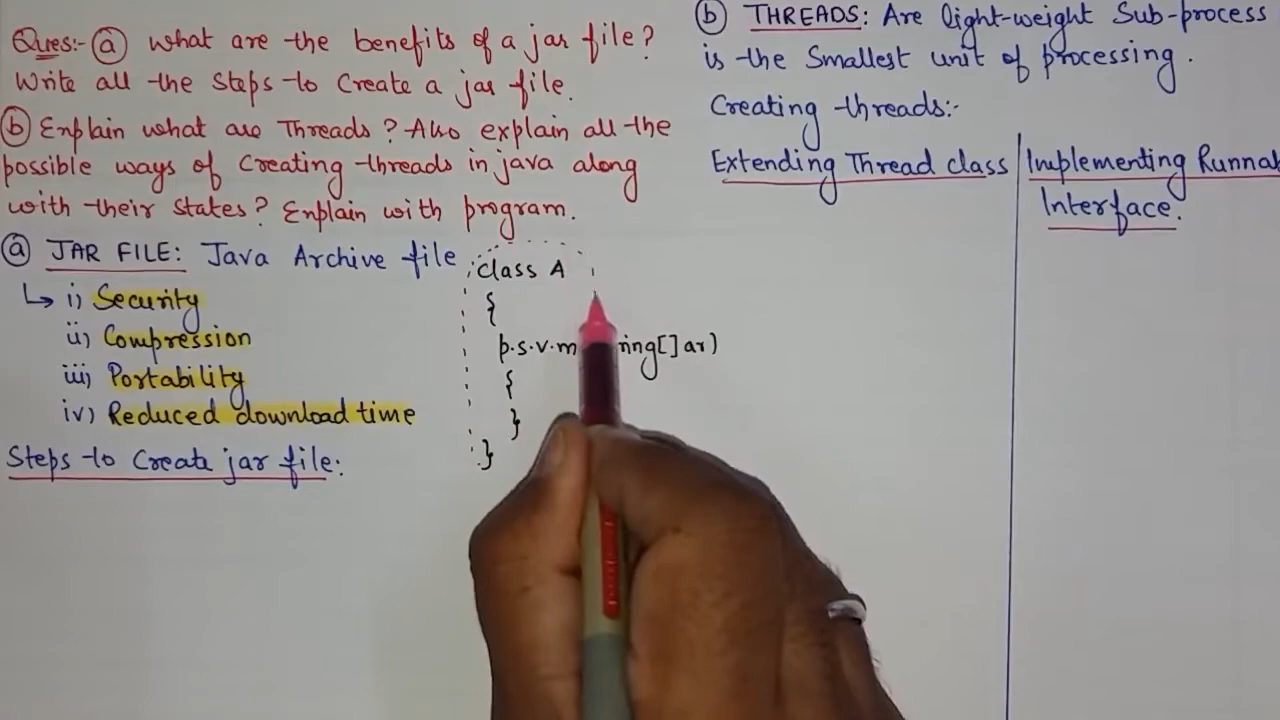 Ques:- (a) What are the benefits of a jar file?
Write all the steps to Create a jar file.
(b) Explain what are Threads? Also explain all the
possible ways of Creating threads in java along
with their states? Explain with program.
(a) JAR FILE: Java Archive file
↳ i) Security
ii) Compression
iii) Portability
iv) Reduced download time
Steps to Create jar file:
class A
{
p.s.v.m ring[] ar)
{
}
}
(b) THREADS: Are light-weight Sub-process
is the Smallest unit of processing.
Creating threads:-
Extending Thread class
Implementing
Interface.